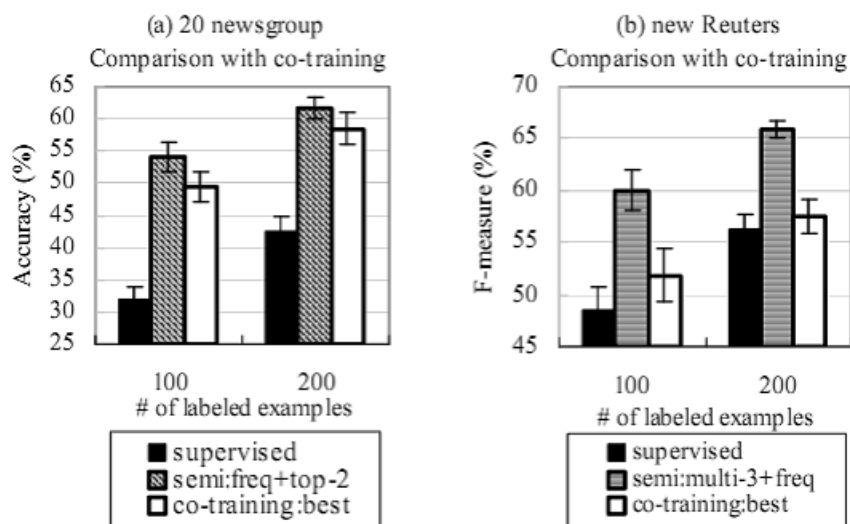 (a) 20 newsgroup
Comparison with co-training
65
60
55
50
45
40
35
30
25
Accuracy (%)
100
200
# of labeled examples
supervised
semi:freq+top-2
co-training:best
(b) new Reuters
Comparison with co-training
70
65
60
55
50
45
F-measure (%)
100
200
# of labeled examples
supervised
semi:multi-3+freq
co-training:best